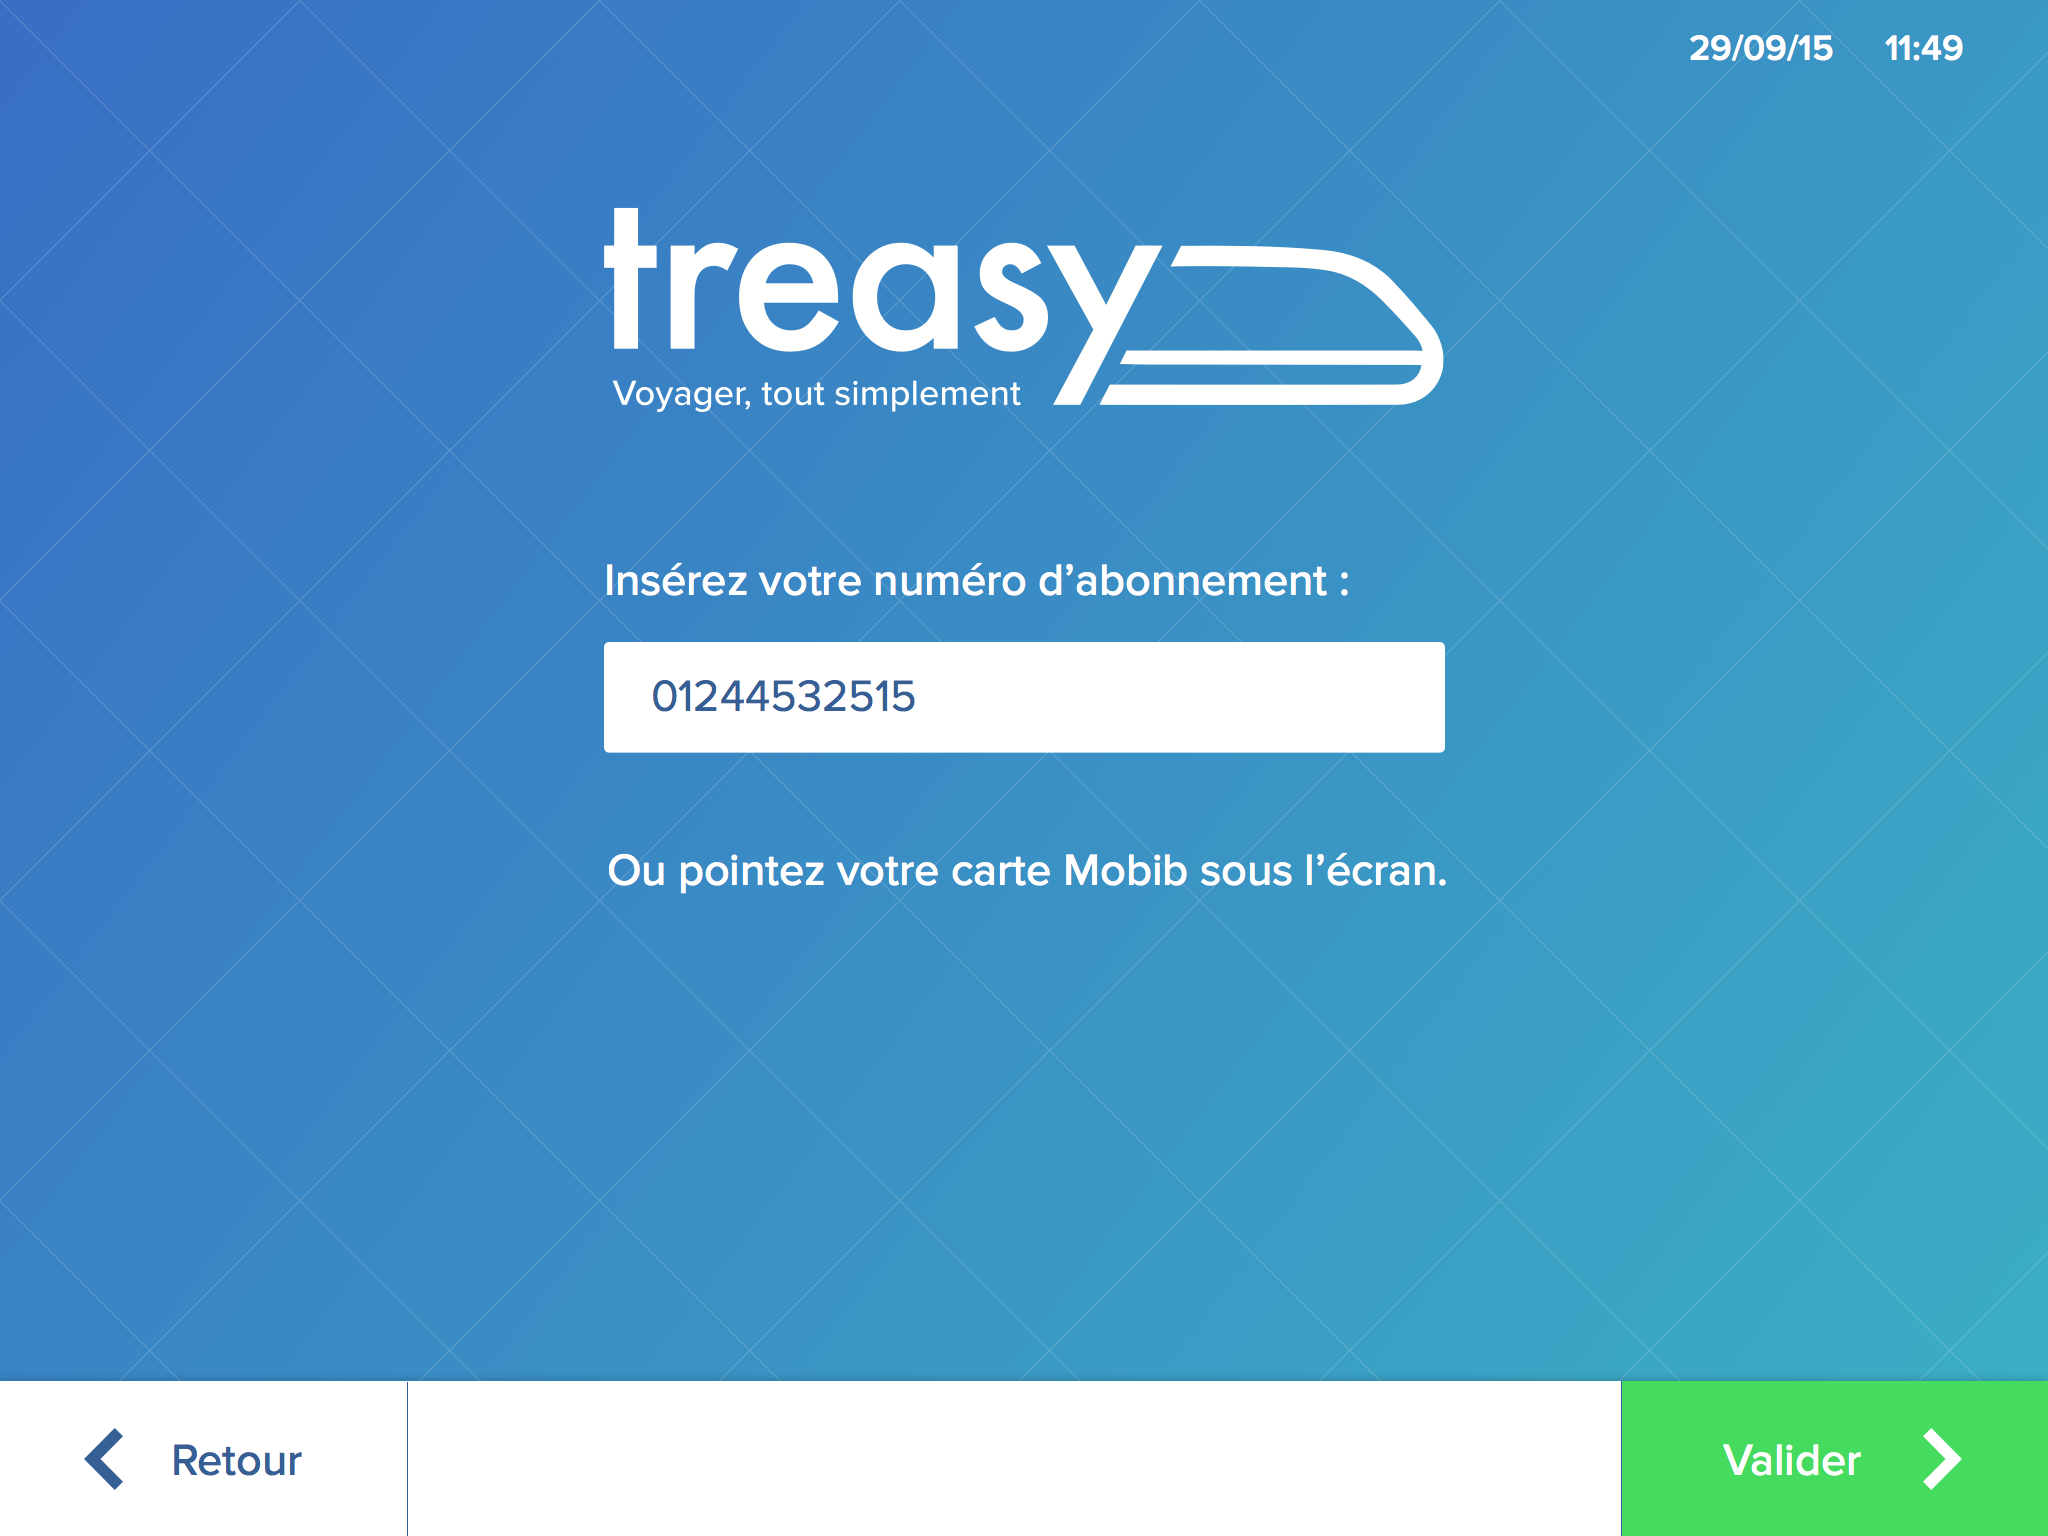 29/09/15 11:49
treasy
Voyager, tout simplement
Insérez votre numéro d’abonnement :
01244532515
Ou pointez votre carte Mobib sous l’écran.
Retour
Valider